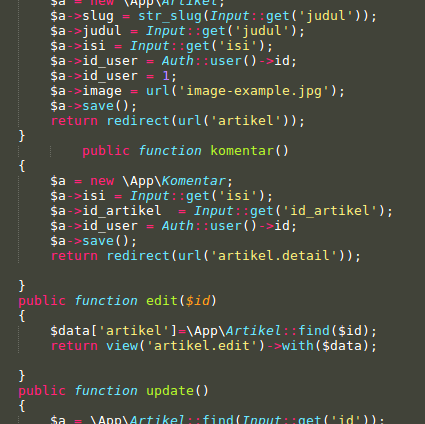 $a = new \App\Artikel;
$a->slug = str_slug(Input::get('judul'));
$a->judul = Input::get('judul');
$a->isi = Input::get('isi');
$a->id_user = Auth::user()->id;
$a->id_user = 1;
$a->image = url('image-example.jpg');
$a->save();
return redirect(url('artikel'));
}
public function komentar()
{
$a = new \App\Komentar;
$a->isi = Input::get('isi');
$a->id_artikel  = Input::get('id_artikel');
$a->id_user = Auth::user()->id;
$a->save();
return redirect(url('artikel.detail'));
}
public function edit($id)
{
$data['artikel']=\App\Artikel::find($id);
return view('artikel.edit')->with($data);
}
public function update()
{
$a = \App\Artikel::find(Input::get('id'));